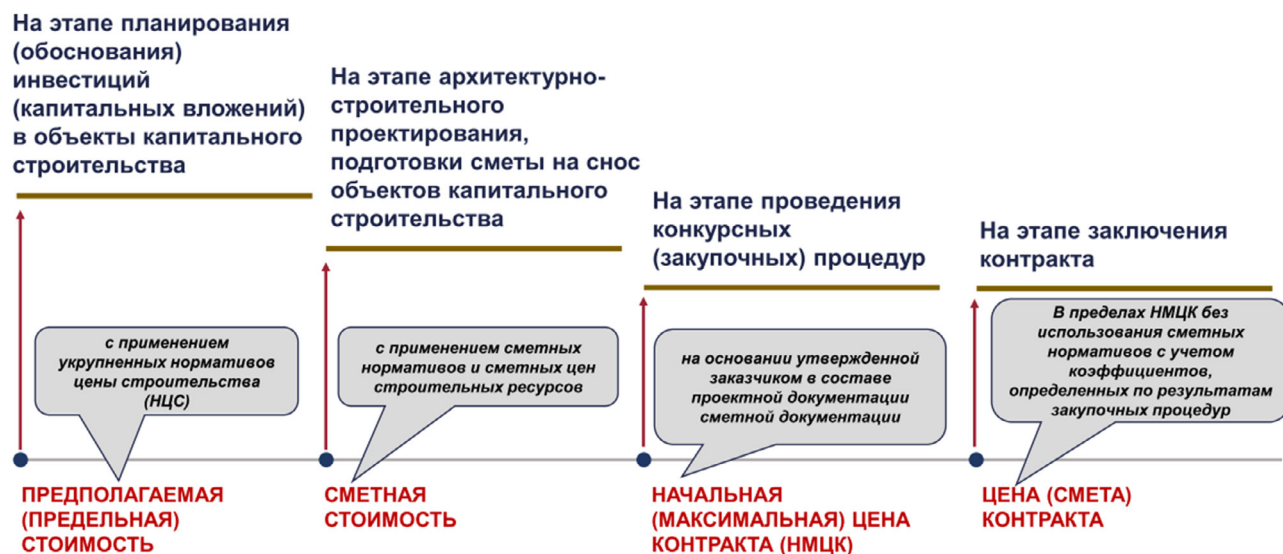 На этапе планирования
(обоснования)
инвестиций
(капитальных вложений)
в объекты капитального
строительства
с применением
укрупненных нормативов
цены строительства
(НЦС)
ПРЕДПОЛАГАЕМАЯ
(ПРЕДЕЛЬНАЯ)
СТОИМОСТЬ
На этапе архитектурно-
строительного
проектирования,
подготовки сметы на снос
объектов капитального
строительства
с применением сметных
нормативов и сметных цен
строительных ресурсов
СМЕТНАЯ
СТОИМОСТЬ
На этапе проведения
конкурсных
(закупочных) процедур
на основании утвержденной
заказчиком в составе
проектной документации
сметной документации
НАЧАЛЬНАЯ
(МАКСИМАЛЬНАЯ) ЦЕНА
КОНТРАКТА (НМЦК)
На этапе заключения
контракта
В пределах НМЦК без
использования сметных
нормативов с учетом
коэффициентов,
определенных по результатам
закупочных процедур
ЦЕНА (СМЕТА)
КОНТРАКТА